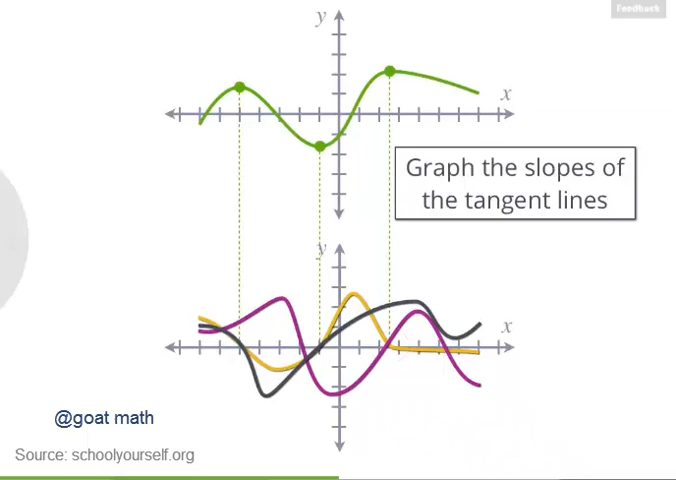 Feedback
y
x
Graph the slopes of
the tangent lines
y
x
@goat math
Source: schoolyourself.org